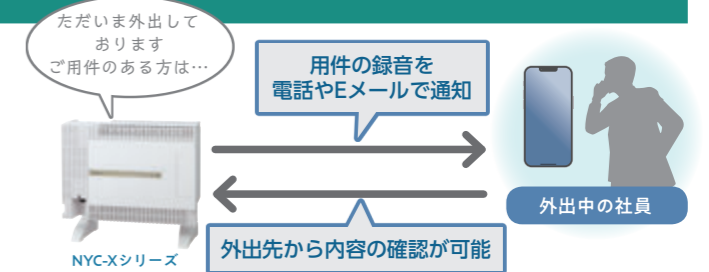 ただいま外出して
おります
ご用件のある方は…
用件の録音を
電話やEメールで通知
外出中の社員
外出先から内容の確認が可能
NYC-Xシリーズ